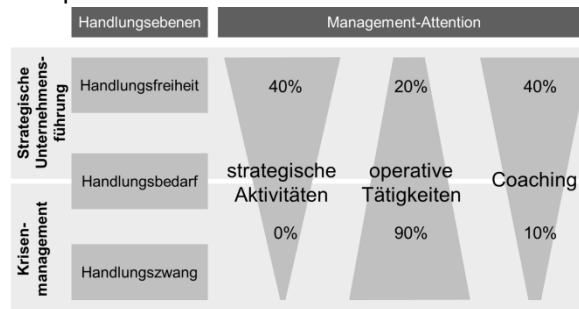 Handlungsebenen
Management-Attention
Strategische
Unternehmens-
führung
Handlungsfreiheit
40%
20%
40%
Handlungsbedarf
strategische
Aktivitäten
operative
Tätigkeiten
Coaching
Krisen-
management
0%
90%
10%
Handlungszwang